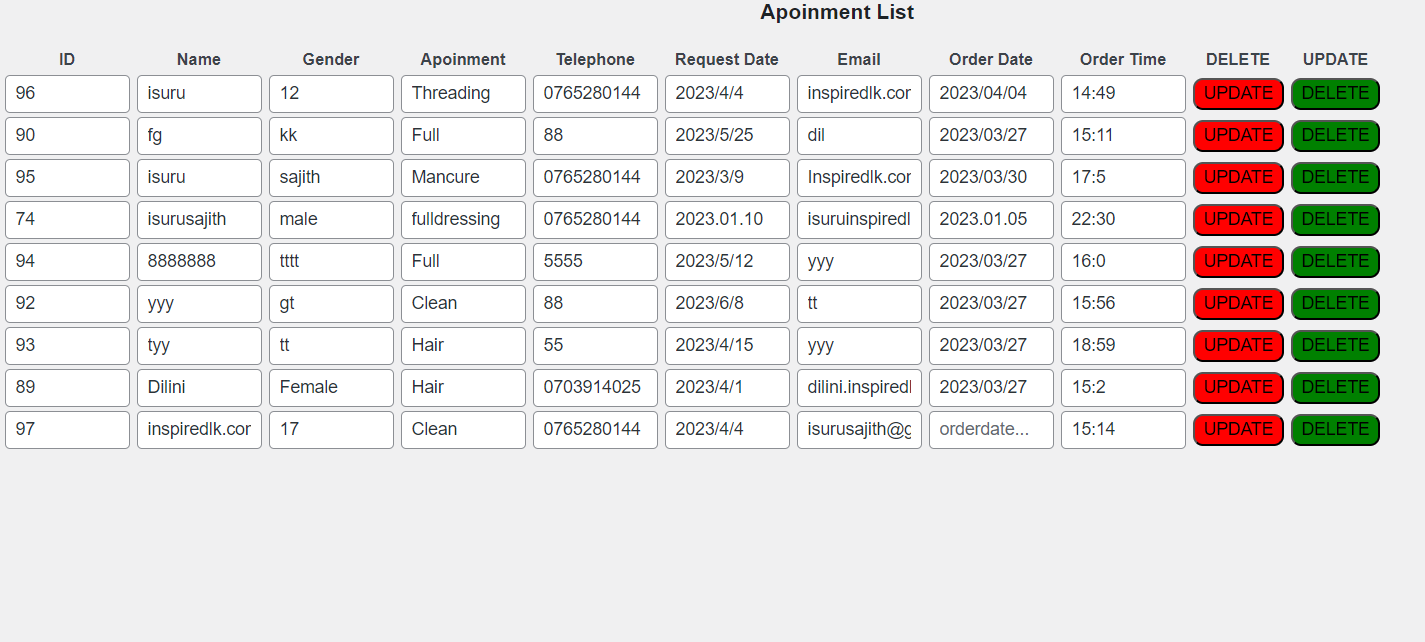 Apoinment List
ID Name Gender Apoinment Telephone Request Date Email Order Date Order Time DELETE UPDATE
96 isuru 12 Threading 0765280144 2023/4/4 inspiredlk.cor 2023/04/04 14:49 UPDATE DELETE
90 fg kk Full 88 2023/5/25 dil 2023/03/27 15:11 UPDATE DELETE
95 isuru sajith Mancure 0765280144 2023/3/9 Inspiredlk.cor 2023/03/30 17:5 UPDATE DELETE
74 isurusajith male fulldressing 0765280144 2023.01.10 isuruinspiredl 2023.01.05 22:30 UPDATE DELETE
94 8888888 tttt Full 5555 2023/5/12 yyy 2023/03/27 16:0 UPDATE DELETE
92 yyy gt Clean 88 2023/6/8 tt 2023/03/27 15:56 UPDATE DELETE
93 tyy tt Hair 55 2023/4/15 yyy 2023/03/27 18:59 UPDATE DELETE
89 Dilini Female Hair 0703914025 2023/4/1 dilini.inspiredl 2023/03/27 15:2 UPDATE DELETE
97 inspiredlk.cor 17 Clean 0765280144 2023/4/4 isurusajith@g orderdate... 15:14 UPDATE DELETE